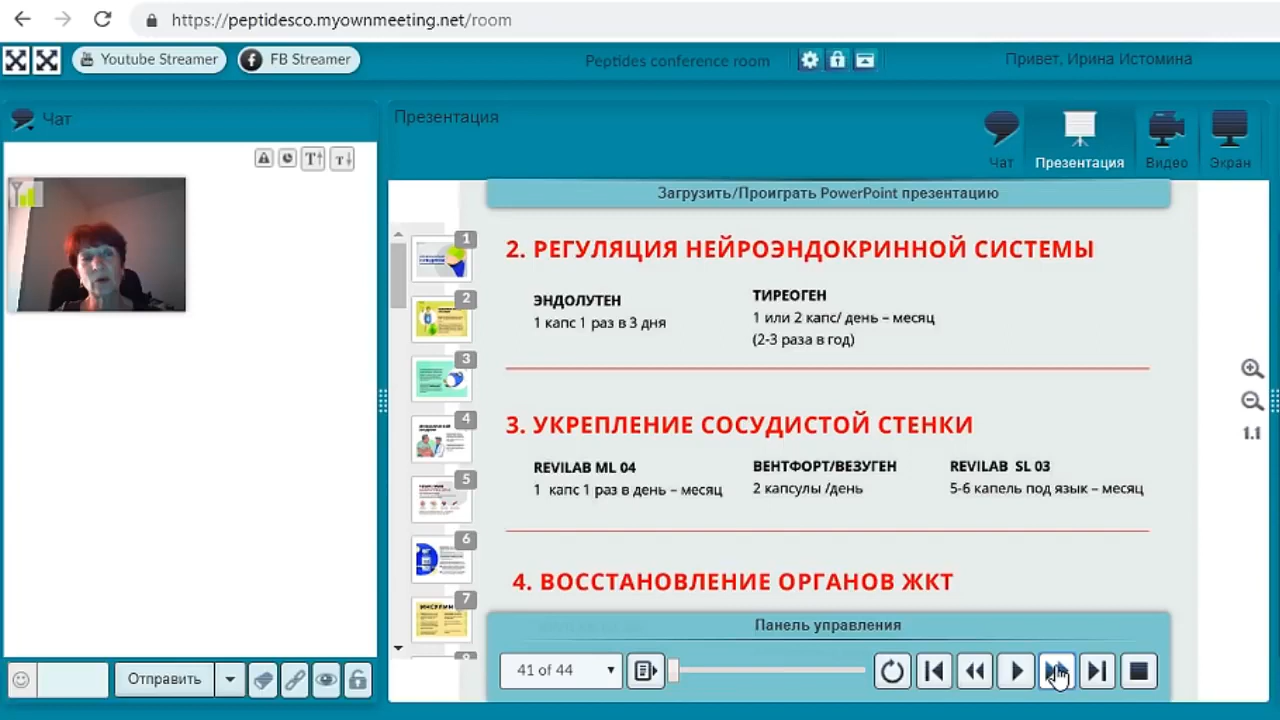 https://peptidesco.myownmeeting.net/room
Youtube Streamer
FB Streamer
Peptides conference room
Привет, Ирина Истомина
Чат
Презентация
Чат
Презентация
Видео
Экран
Загрузить/Проиграть PowerPoint презентацию
1
2
3
4
5
6
7
ИНСУЛИН
2. РЕГУЛЯЦИЯ НЕЙРОЭНДОКРИННОЙ СИСТЕМЫ
ЭНДОЛУТЕН
1 капс 1 раз в 3 дня
ТИРЕОГЕН
1 или 2 капс/ день – месяц
(2-3 раза в год)
3. УКРЕПЛЕНИЕ СОСУДИСТОЙ СТЕНКИ
REVILAB ML 04
1 капс 1 раз в день – месяц
ВЕНТФОРТ/ВЕЗУГЕН
2 капсулы /день
REVILAB SL 03
5-6 капель под язык – месяц
4. ВОССТАНОВЛЕНИЕ ОРГАНОВ ЖКТ
1.1
Панель управления
41 of 44
Отправить